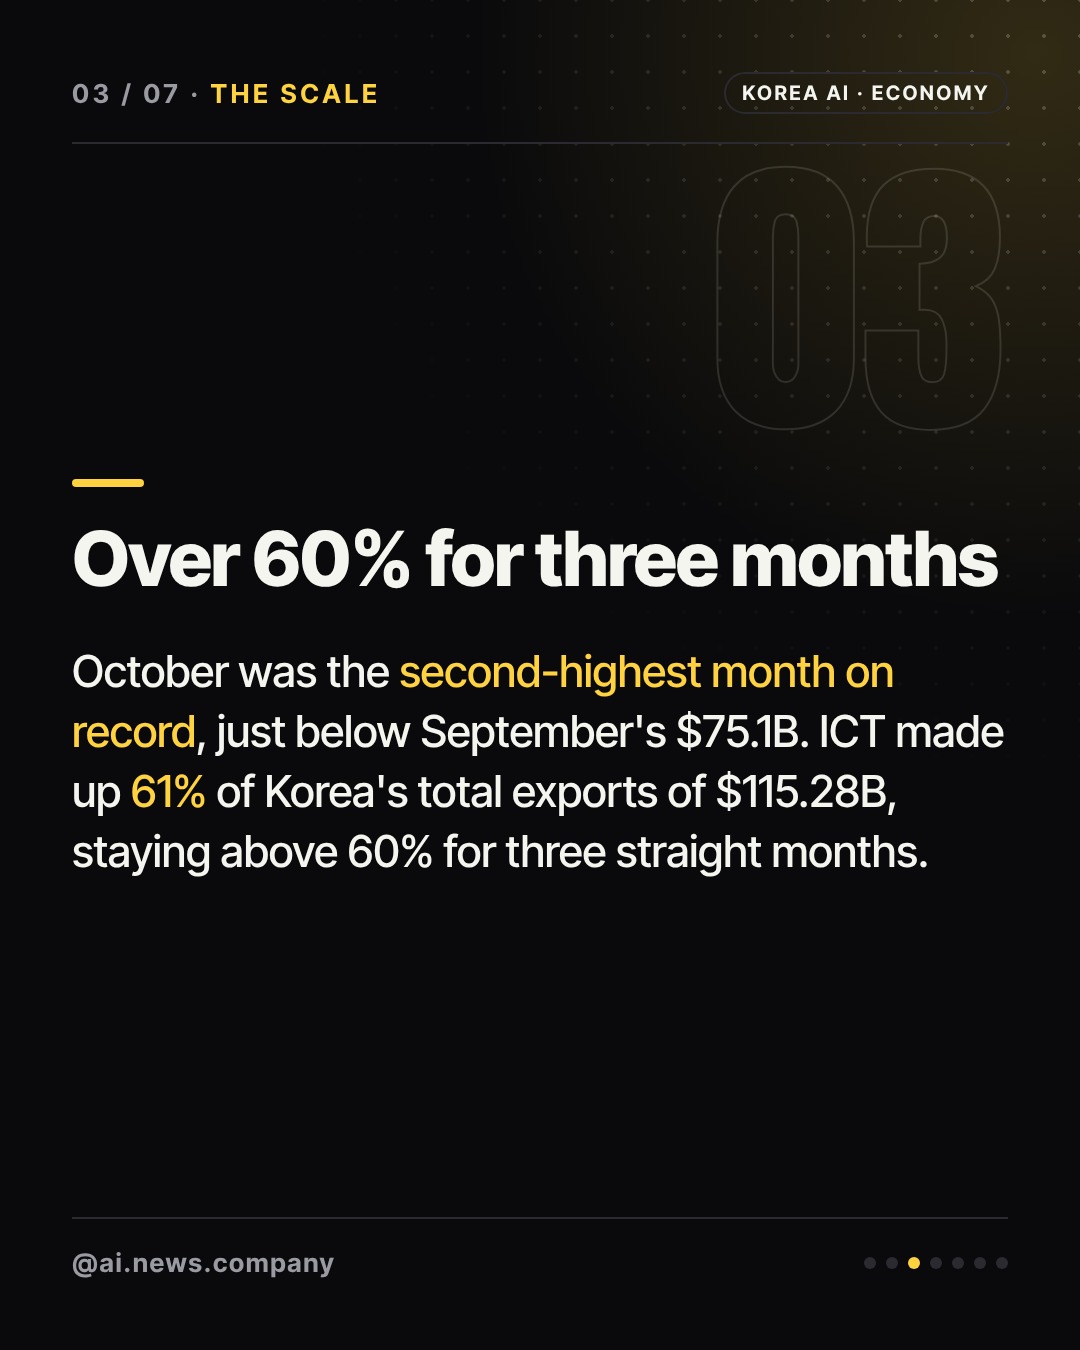 03 / 07 · THE SCALE
KOREA AI · ECONOMY
03
Over 60% for three months
October was the second-highest month on
record, just below September's $75.1B. ICT made
up 61% of Korea's total exports of $115.28B,
staying above 60% for three straight months.
@ai.news.company